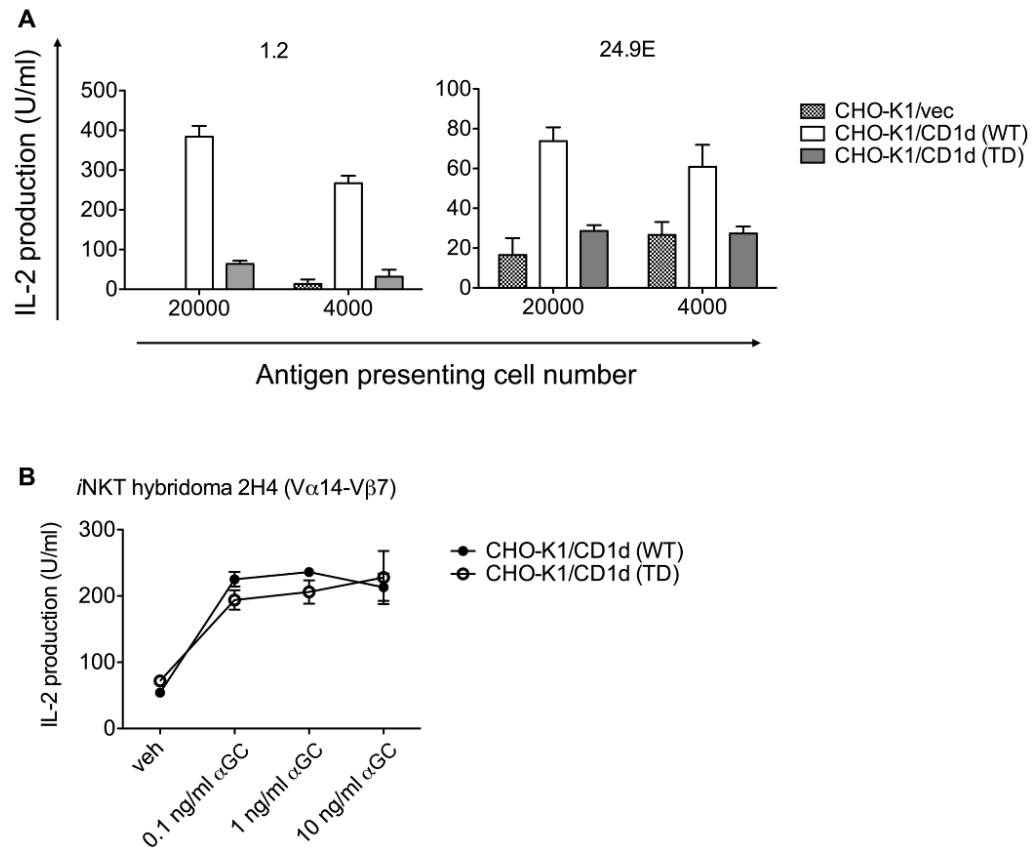 A
1.2
24.9E
IL-2 production (U/ml)
500
400
300
200
100
0
20000
4000
100
80
60
40
20
0
20000
4000
CHO-K1/vec
CHO-K1/CD1d (WT)
CHO-K1/CD1d (TD)
Antigen presenting cell number
B
iNKT hybridoma 2H4 (Vα14-Vβ7)
IL-2 production (U/ml)
300
200
100
0
veh
0.1 ng/ml αGC
1 ng/ml αGC
10 ng/ml αGC
CHO-K1/CD1d (WT)
CHO-K1/CD1d (TD)